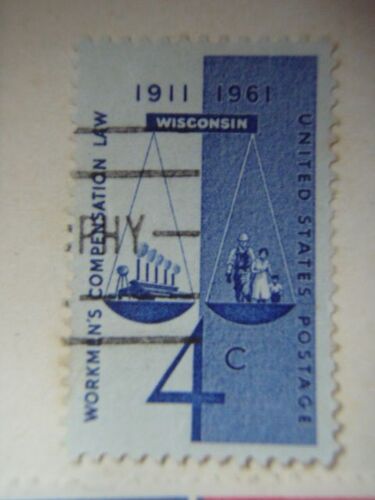 1911 1961
WISCONSIN
WORKMEN'S COMPENSATION LAW
UNITED STATES POSTAGE
4
C